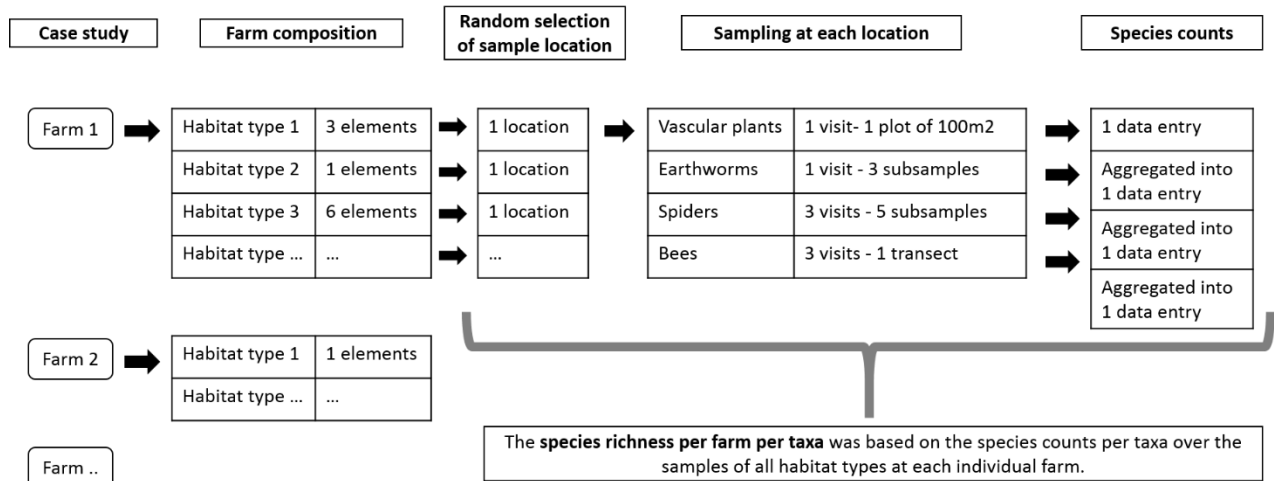 Case study
Farm composition
Random selection
of sample location
Sampling at each location
Species counts
Farm 1
Habitat type 1 3 elements
1 location
Vascular plants 1 visit- 1 plot of 100m2
1 data entry
Habitat type 2 1 elements
1 location
Earthworms 1 visit - 3 subsamples
Aggregated into
1 data entry
Habitat type 3 6 elements
1 location
Spiders 3 visits - 5 subsamples
Aggregated into
1 data entry
Habitat type ... ...
...
Bees 3 visits - 1 transect
Aggregated into
1 data entry
Farm 2
Habitat type 1 1 elements
Habitat type ... ...
Farm ..
The species richness per farm per taxa was based on the species counts per taxa over the
samples of all habitat types at each individual farm.